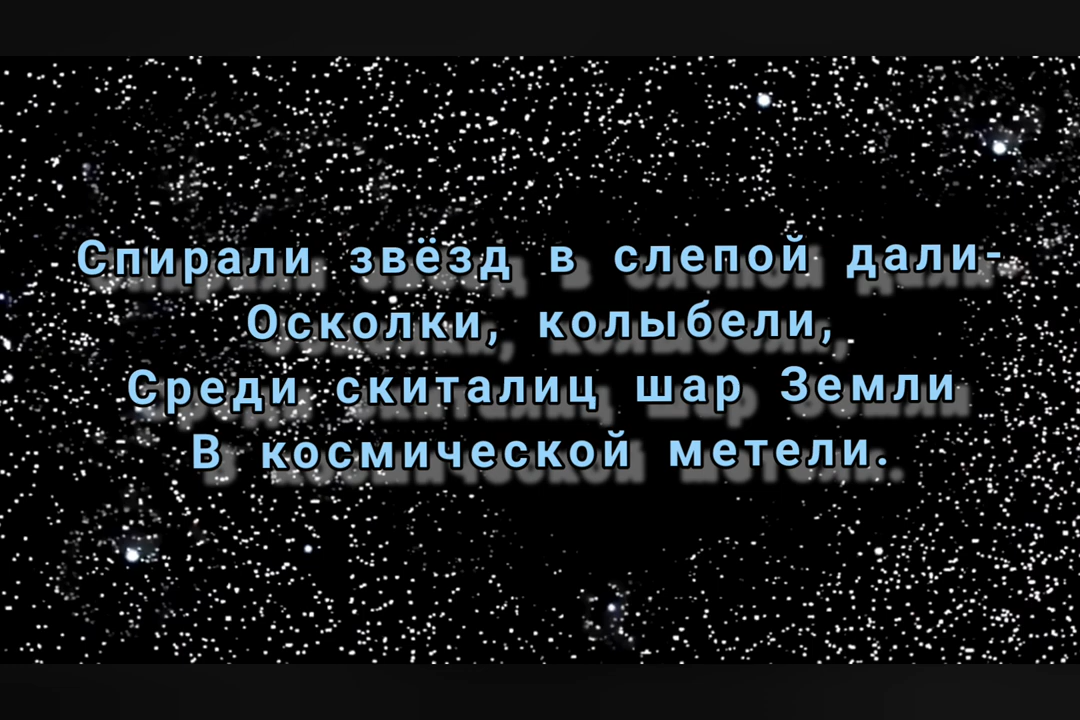 Спирали звёзд в слепой дали-
Осколки, колыбели,
Среди скиталиц шар Земли
В космической метели.